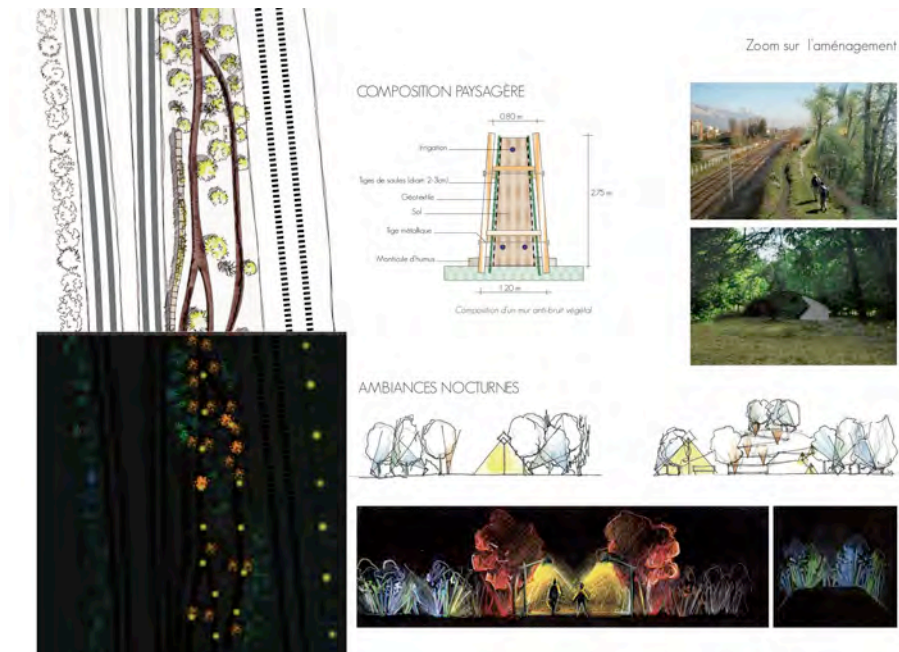 Zoom sur l'aménagement
COMPOSITION PAYSAGÈRE
0.80 m
Irrigation
Tiges de saules (diam 2-3cm)
Géotextile
Sol
Tige métallique
Monticule d'humus
2.75 m
1.20 m
Composition d'un mur anti-bruit végétal
AMBIANCES NOCTURNES